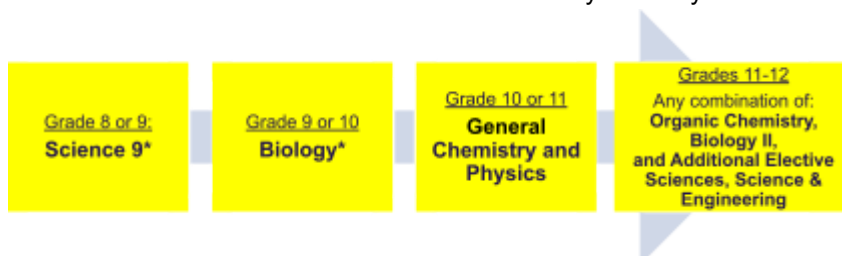 Grade 8 or 9:
Science 9*
Grade 9 or 10
Biology*
Grade 10 or 11
General
Chemistry and
Physics
Grades 11-12
Any combination of:
Organic Chemistry,
Biology II,
and Additional Elective
Sciences, Science &
Engineering